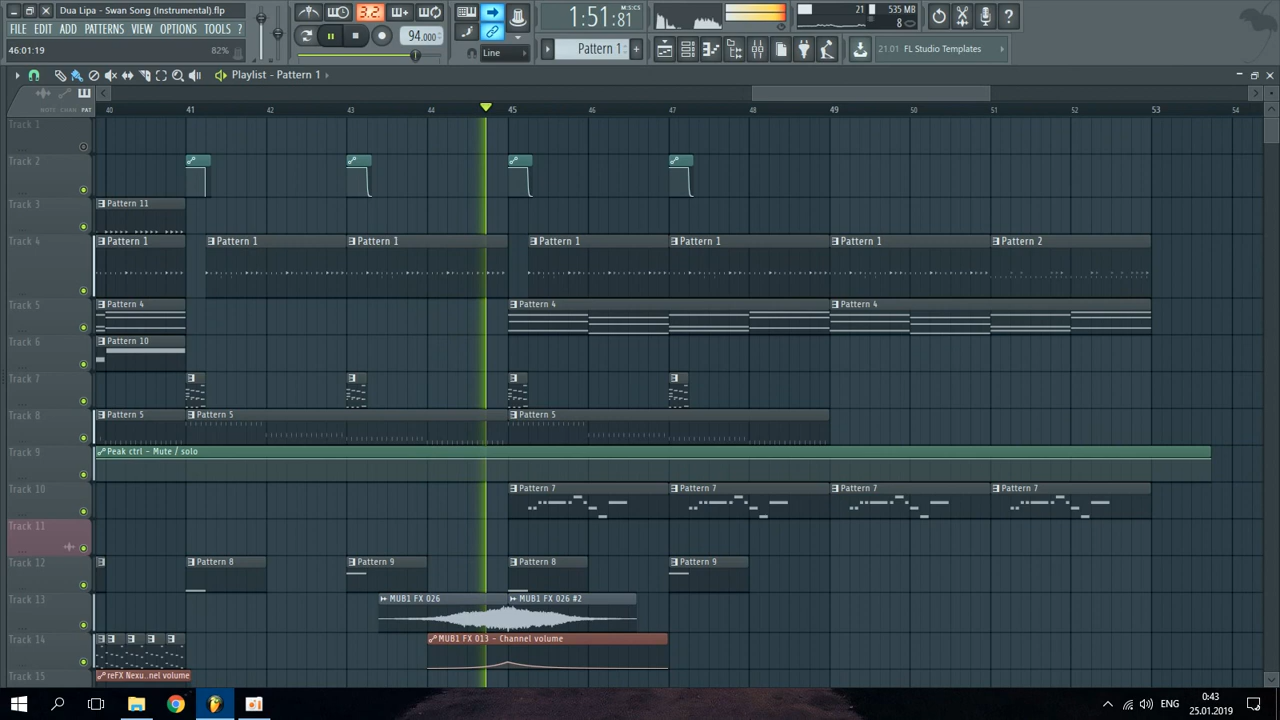 Dua Lipa - Swan Song (Instrumental).flp
FILE EDIT ADD PATTERNS VIEW OPTIONS TOOLS ?
46:01:19 82%
3.2.
94.000
1:51:81
M:S:CS
Line
Pattern 1
21 535 MB
8
21.01 FL Studio Templates
Playlist - Pattern 1
NOTE CHAN PAT
40 41 42 43 44 45 46 47 48 49 50 51 52 53 54
Track 1
Track 2
Track 3
Pattern 11
Track 4
Pattern 1 Pattern 1 Pattern 1 Pattern 1 Pattern 1 Pattern 1 Pattern 2
Track 5
Pattern 4 Pattern 4 Pattern 4
Track 6
Pattern 10
Track 7
Track 8
Pattern 5 Pattern 5 Pattern 5
Track 9
Peak ctrl - Mute / solo
Track 10
Pattern 7 Pattern 7 Pattern 7 Pattern 7
Track 11
Track 12
Pattern 8 Pattern 9 Pattern 8 Pattern 9
Track 13
MUB1 FX 026 MUB1 FX 026 #2
Track 14
MUB1 FX 013 - Channel volume
Track 15
reFX Nexu..nel volume
ENG
0:43
25.01.2019